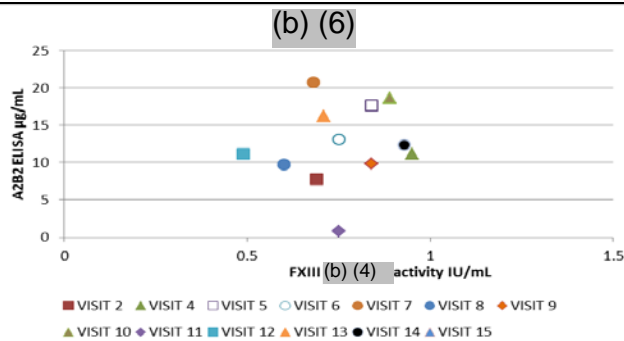 (b) (6)
25
20
15
10
5
0
A2B2 ELISA µg/mL
0 0.5 1 1.5
FXIII (b) (4) activity IU/mL
VISIT 2 VISIT 4 VISIT 5 VISIT 6 VISIT 7 VISIT 8 VISIT 9
VISIT 10 VISIT 11 VISIT 12 VISIT 13 VISIT 14 VISIT 15